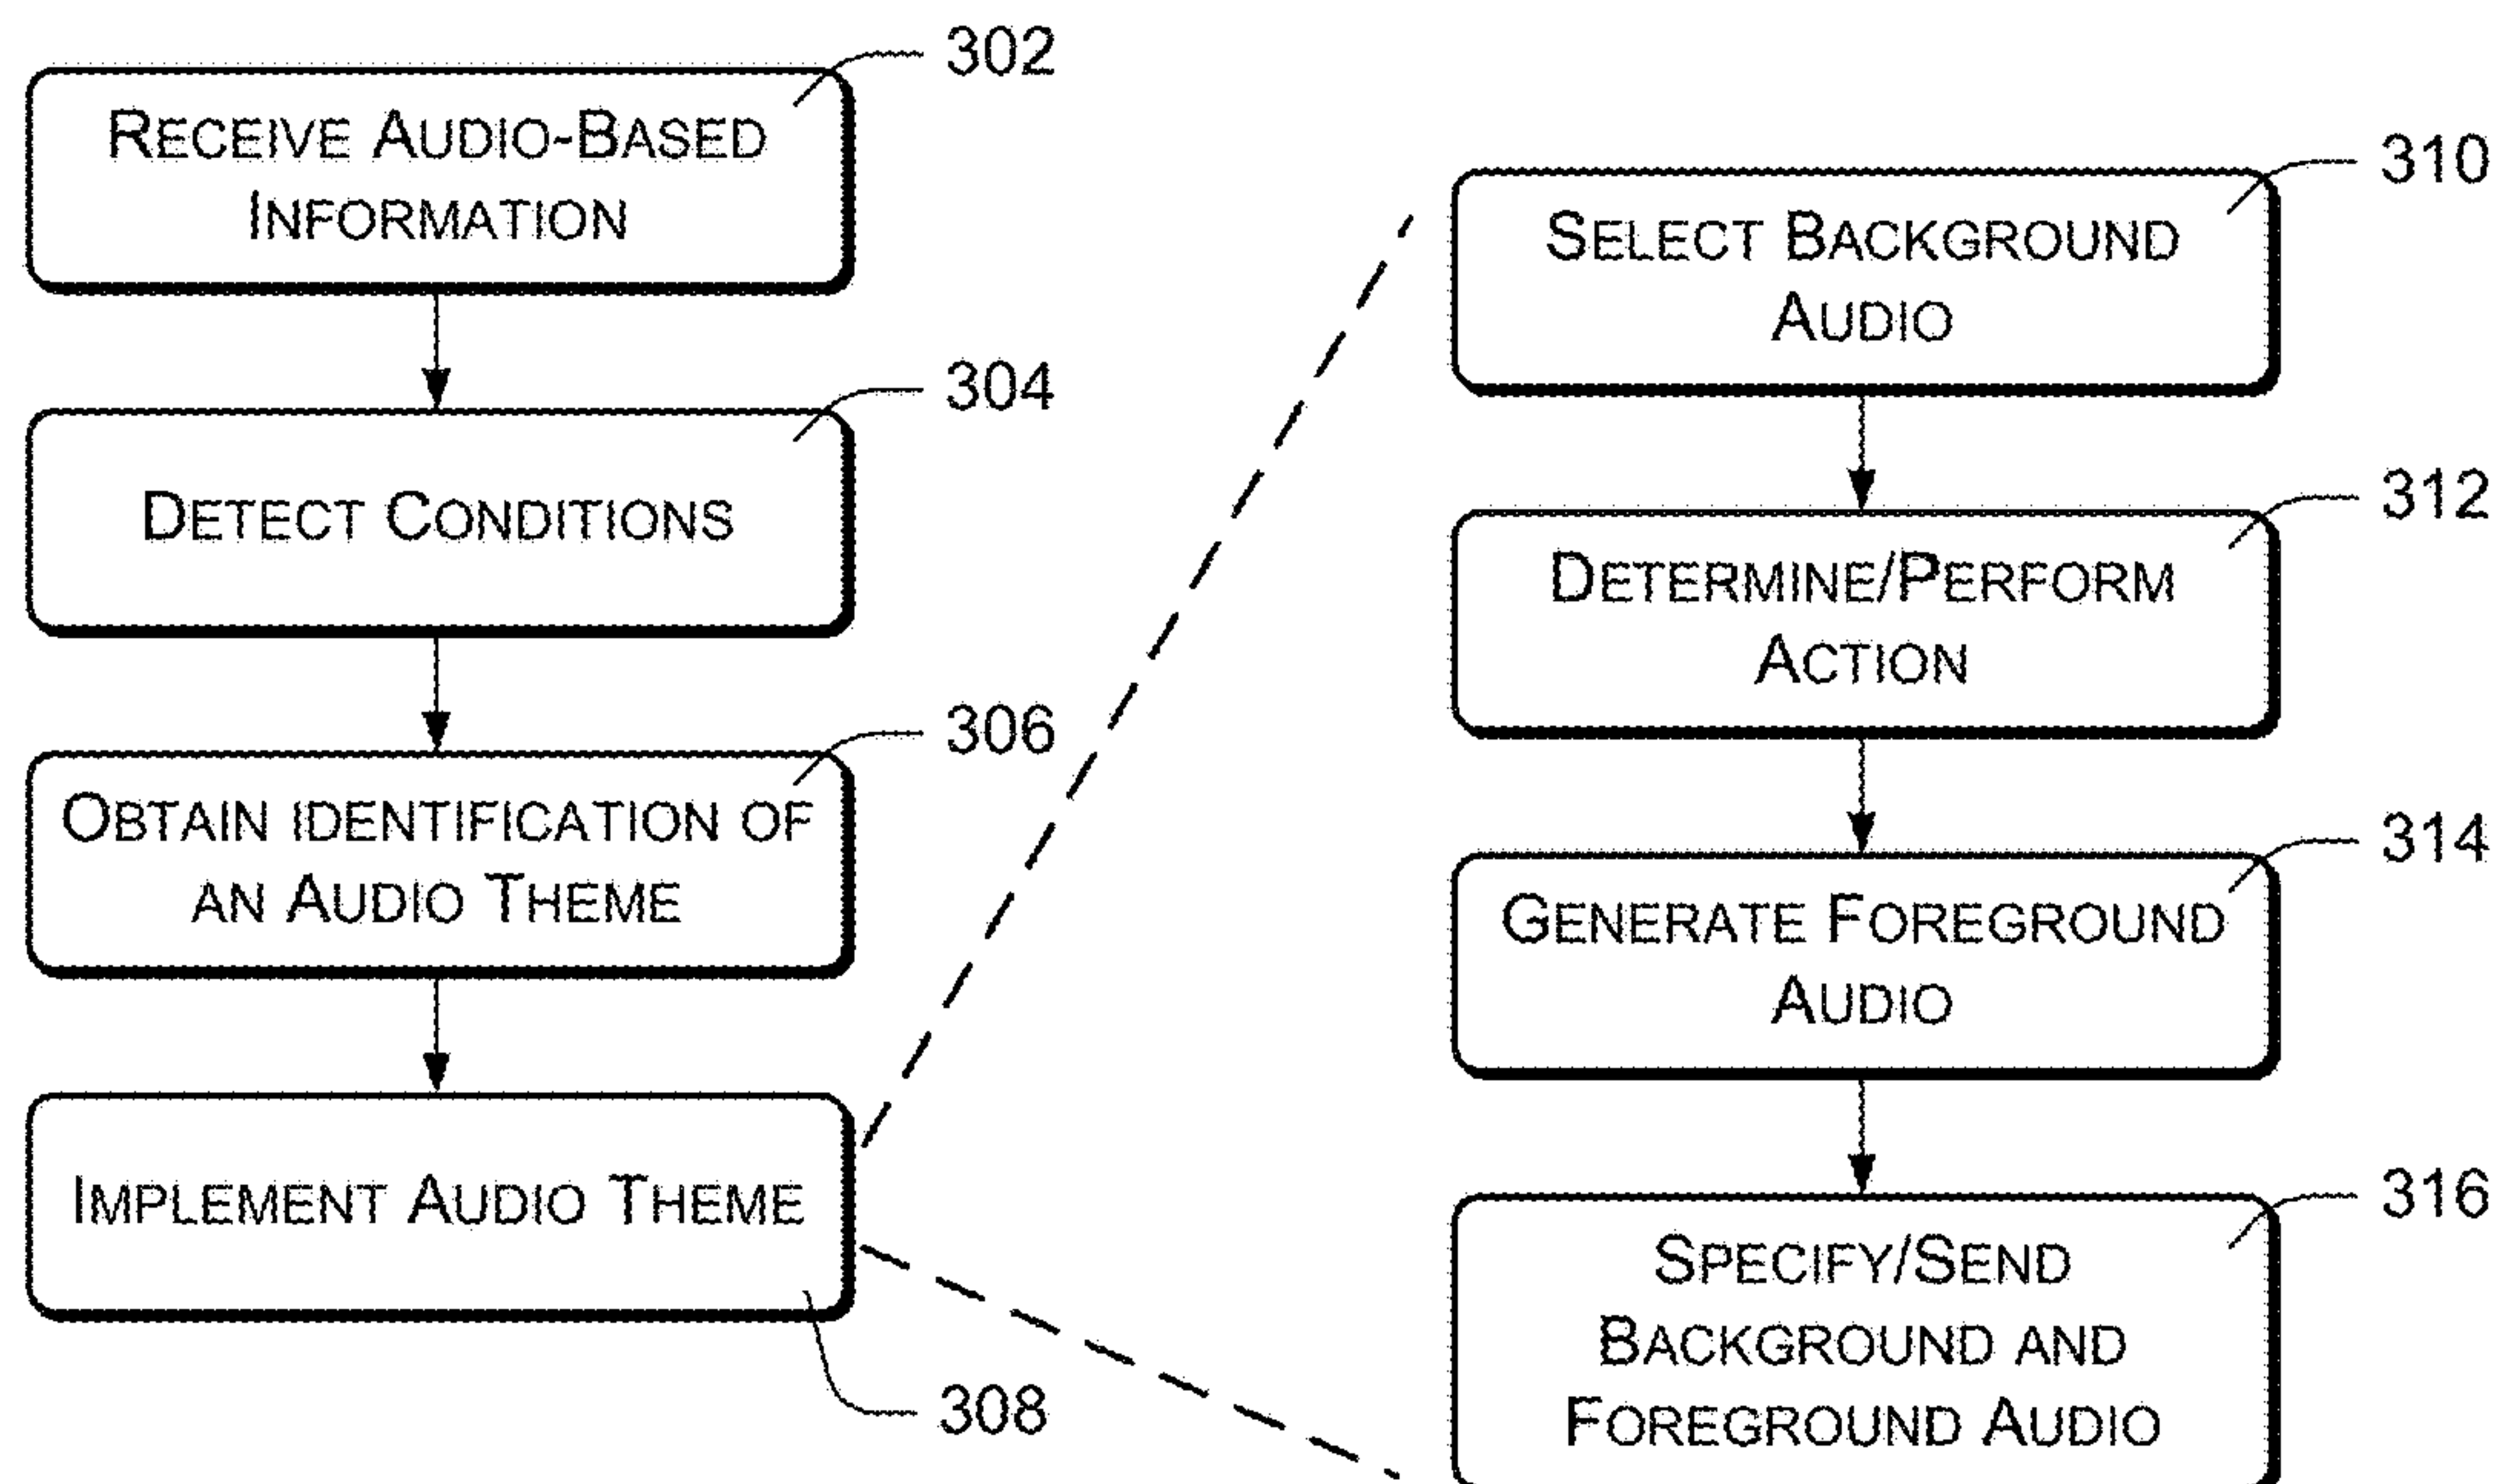 302
RECEIVE AUDIO-BASED
INFORMATION
304
DETECT CONDITIONS
306
OBTAIN IDENTIFICATION OF
AN AUDIO THEME
IMPLEMENT AUDIO THEME
308
310
SELECT BACKGROUND
AUDIO
312
DETERMINE/PERFORM
ACTION
314
GENERATE FOREGROUND
AUDIO
316
SPECIFY/SEND
BACKGROUND AND
FOREGROUND AUDIO